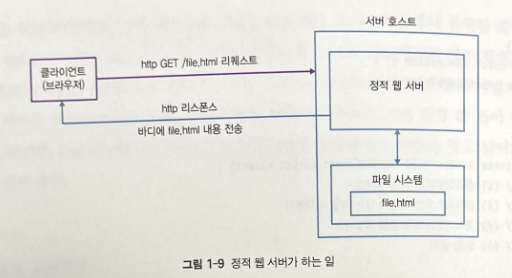 서버 호스트
http GET /file.html 리퀘스트
클라이언트
(브라우저)
정적 웹 서버
http 리스폰스
바디에 file.html 내용 전송
파일 시스템
file.html
그림 1-9 정적 웹 서버가 하는 일